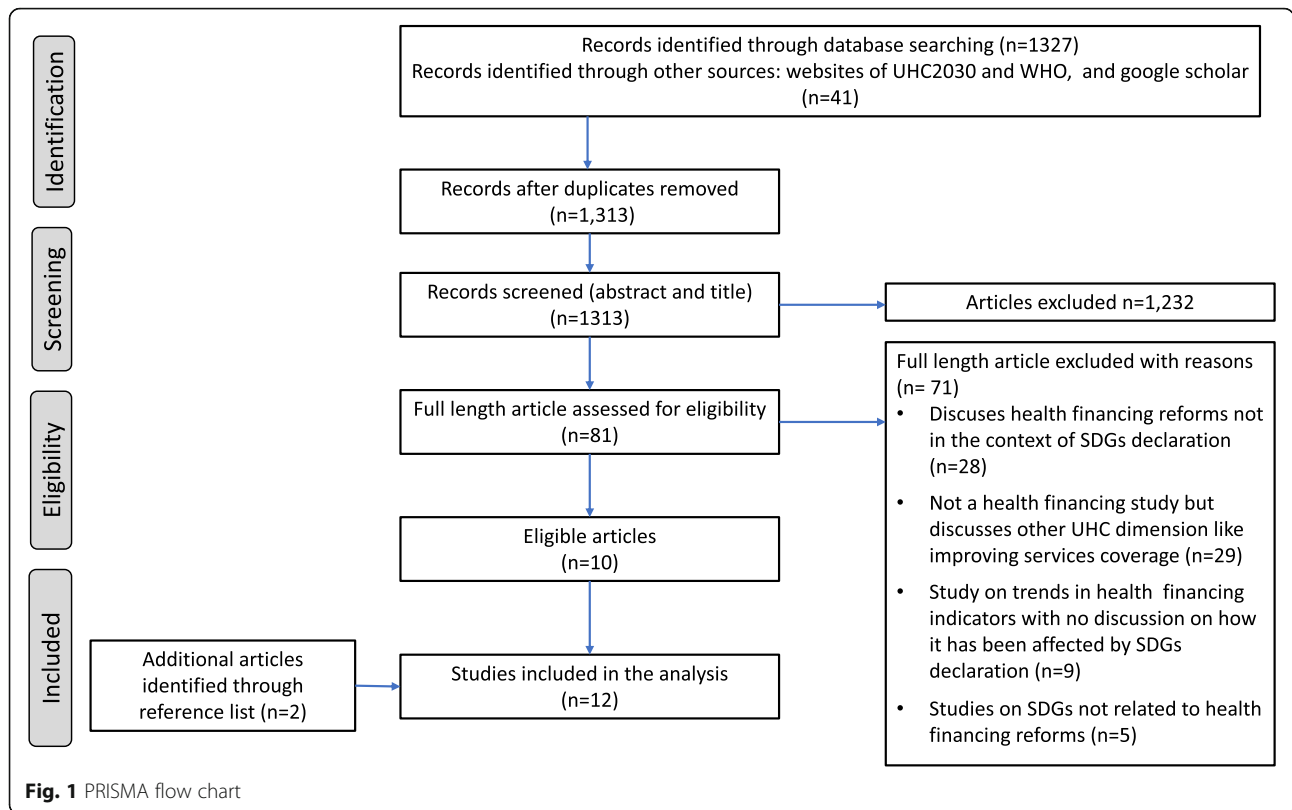 Identification
Records identified through database searching (n=1327)
Records identified through other sources: websites of UHC2030 and WHO, and google scholar
(n=41)
Records after duplicates removed
(n=1,313)
Screening
Records screened (abstract and title)
(n=1313)
Articles excluded n=1,232
Eligibility
Full length article assessed for eligibility
(n=81)
Full length article excluded with reasons
(n= 71)
• Discuses health financing reforms not
in the context of SDGs declaration
(n=28)
• Not a health financing study but
discusses other UHC dimension like
improving services coverage (n=29)
• Study on trends in health financing
indicators with no discussion on how
it has been affected by SDGs
declaration (n=9)
• Studies on SDGs not related to health
financing reforms (n=5)
Eligible articles
(n=10)
Included
Additional articles
identified through
reference list (n=2)
Studies included in the analysis
(n=12)
Fig. 1 PRISMA flow chart